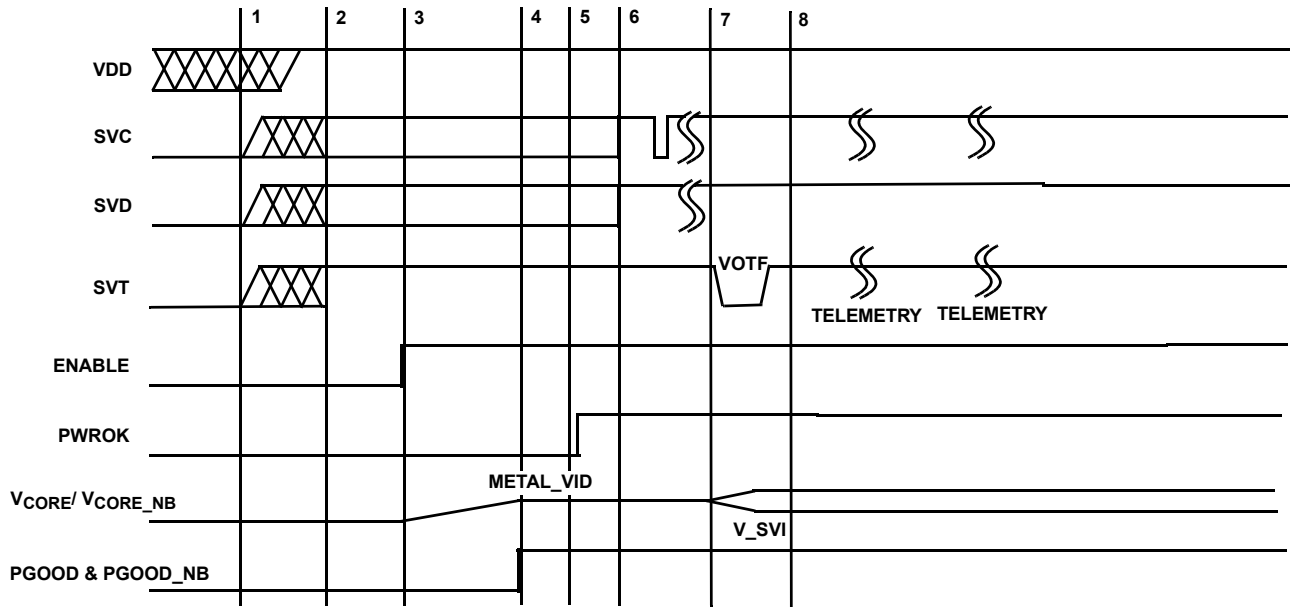 1 2 3 4 5 6 7 8
VDD
SVC
SVD
VOTF
SVT
TELEMETRY TELEMETRY
ENABLE
PWROK
METAL_VID
VCORE/ VCORE_NB
V_SVI
PGOOD & PGOOD_NB